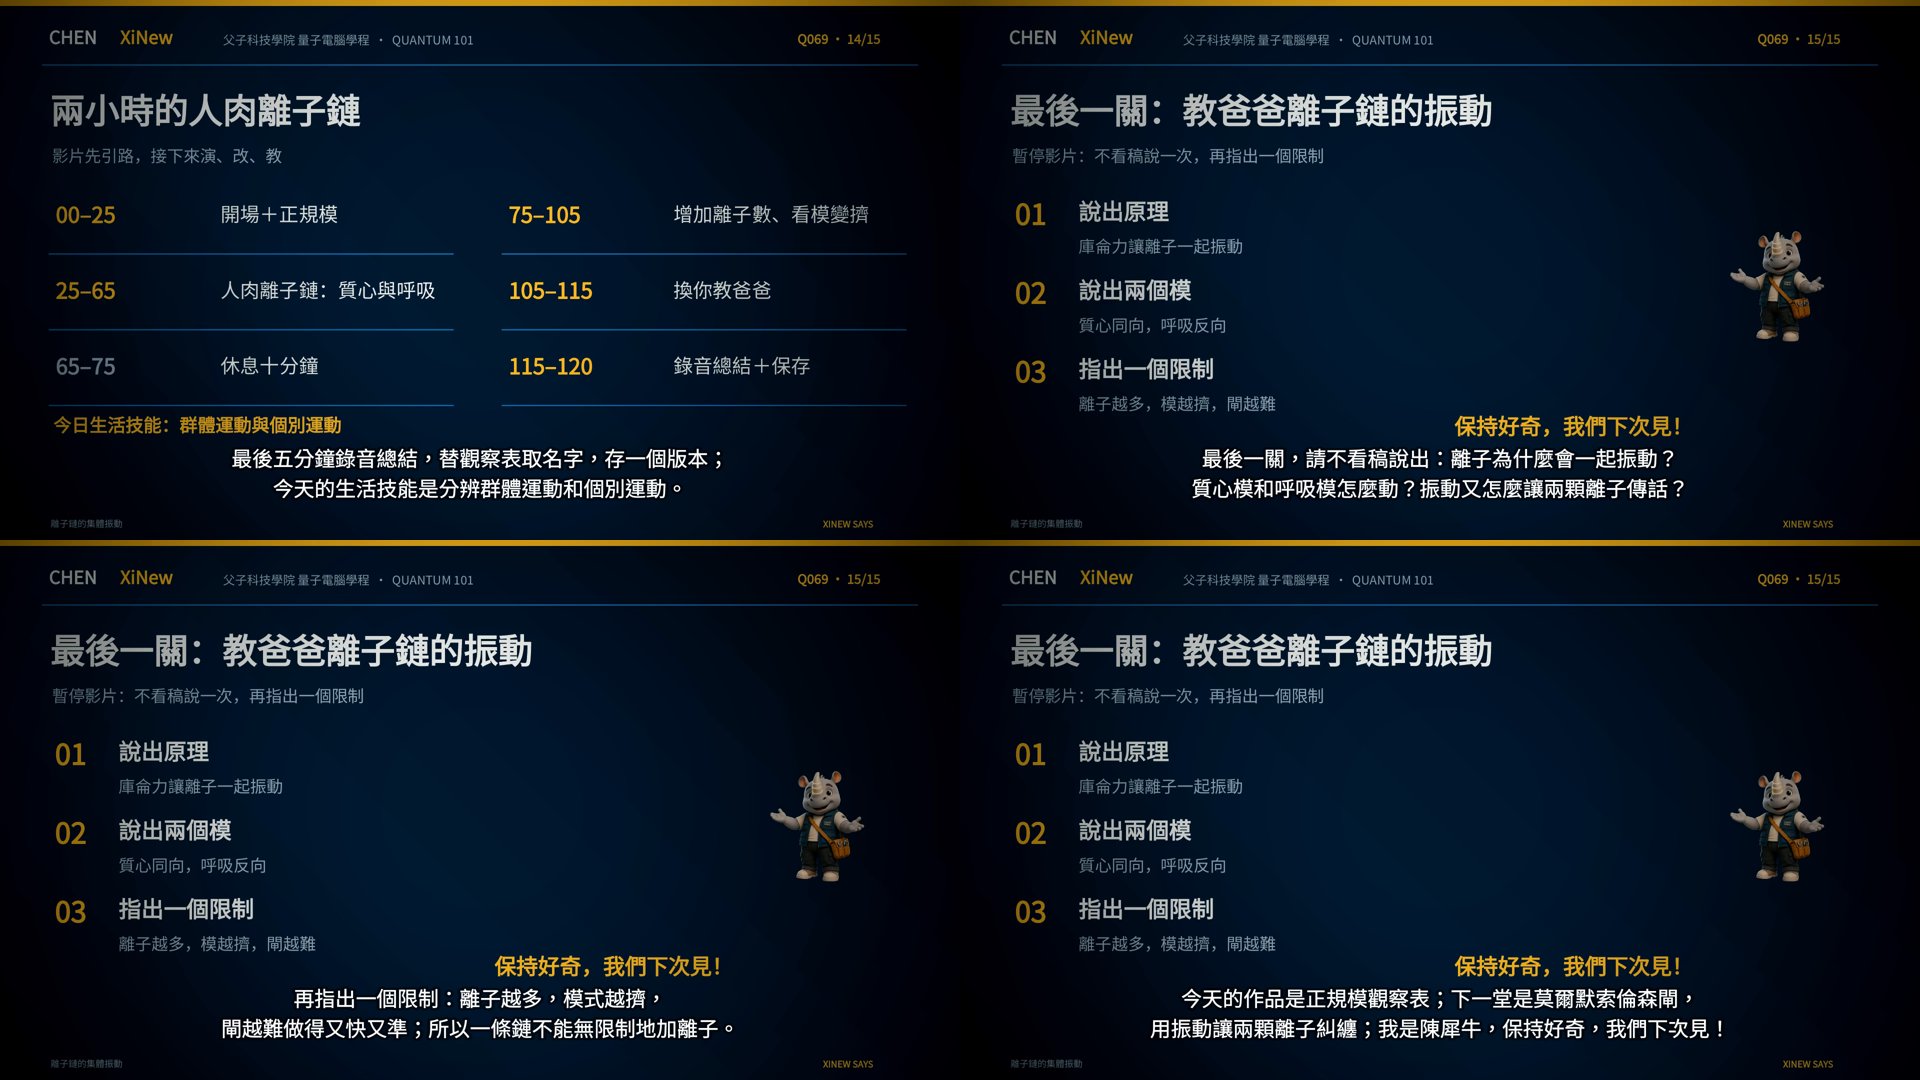 CHEN XiNew 父子科技學院 量子電腦學程 · QUANTUM 101 Q069 · 14/15
兩小時的人肉離子鏈
影片先引路，接下來演、改、教
00–25 開場＋正規模
75–105 增加離子數、看模變擠
25–65 人肉離子鏈：質心與呼吸
105–115 換你教爸爸
65–75 休息十分鐘
115–120 錄音總結＋保存
今日生活技能：群體運動與個別運動
最後五分鐘錄音總結，替觀察表取名字，存一個版本；
今天的生活技能是分辨群體運動和個別運動。
離子鏈的集體振動 XINEW SAYS
CHEN XiNew 父子科技學院 量子電腦學程 · QUANTUM 101 Q069 · 15/15
最後一關：教爸爸離子鏈的振動
暫停影片：不看稿說一次，再指出一個限制
01 說出原理
庫侖力讓離子一起振動
02 說出兩個模
質心同向，呼吸反向
03 指出一個限制
離子越多，模越擠，閘越難
保持好奇，我們下次見！
最後一關，請不看稿說出：離子為什麼會一起振動？
質心模和呼吸模怎麼動？振動又怎麼讓兩顆離子傳話？
離子鏈的集體振動 XINEW SAYS
CHEN XiNew 父子科技學院 量子電腦學程 · QUANTUM 101 Q069 · 15/15
最後一關：教爸爸離子鏈的振動
暫停影片：不看稿說一次，再指出一個限制
01 說出原理
庫侖力讓離子一起振動
02 說出兩個模
質心同向，呼吸反向
03 指出一個限制
離子越多，模越擠，閘越難
保持好奇，我們下次見！
再指出一個限制：離子越多，模式越擠，
閘越難做得又快又準；所以一條鏈不能無限制地加離子。
離子鏈的集體振動 XINEW SAYS
CHEN XiNew 父子科技學院 量子電腦學程 · QUANTUM 101 Q069 · 15/15
最後一關：教爸爸離子鏈的振動
暫停影片：不看稿說一次，再指出一個限制
01 說出原理
庫侖力讓離子一起振動
02 說出兩個模
質心同向，呼吸反向
03 指出一個限制
離子越多，模越擠，閘越難
保持好奇，我們下次見！
今天的作品是正規模觀察表；下一堂是莫爾默索倫森閘，
用振動讓兩顆離子糾纏；我是陳犀牛，保持好奇，我們下次見！
離子鏈的集體振動 XINEW SAYS